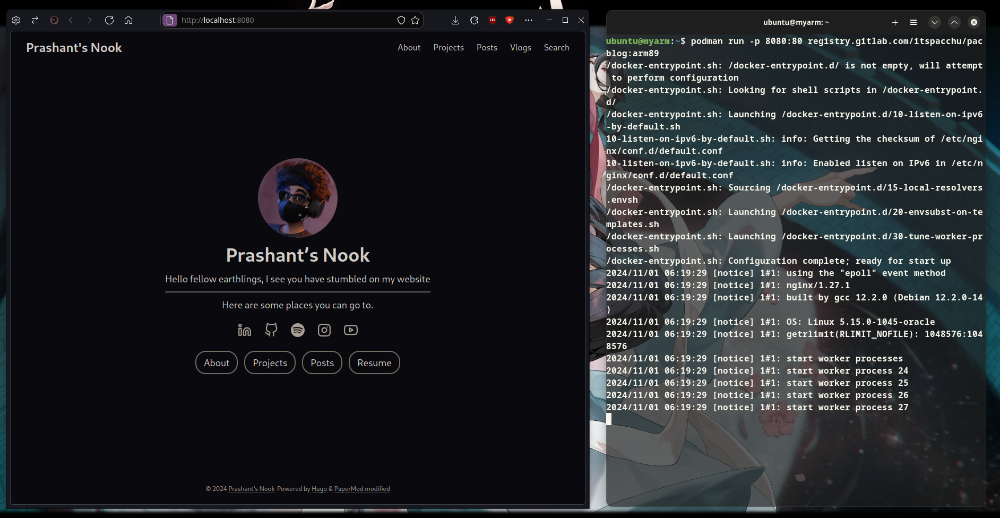 http://localhost:8080
Prashant's Nook
About Projects Posts Vlogs Search
Prashant's Nook
Hello fellow earthlings, I see you have stumbled on my website
Here are some places you can go to.
About Projects Posts Resume
© 2024 Prashant's Nook Powered by Hugo & PaperMod modified
ubuntu@myarm: ~
ubuntu@myarm:~$ podman run -p 8080:80 registry.gitlab.com/itspacchu/pac
blog:arm89
/docker-entrypoint.sh: /docker-entrypoint.d/ is not empty, will attempt
to perform configuration
/docker-entrypoint.sh: Looking for shell scripts in /docker-entrypoint.
d/
/docker-entrypoint.sh: Launching /docker-entrypoint.d/10-listen-on-ipv6
-by-default.sh
10-listen-on-ipv6-by-default.sh: info: Getting the checksum of /etc/ngi
nx/conf.d/default.conf
10-listen-on-ipv6-by-default.sh: info: Enabled listen on IPv6 in /etc/n
ginx/conf.d/default.conf
/docker-entrypoint.sh: Sourcing /docker-entrypoint.d/15-local-resolvers
.envsh
/docker-entrypoint.sh: Launching /docker-entrypoint.d/20-envsubst-on-te
mplates.sh
/docker-entrypoint.sh: Launching /docker-entrypoint.d/30-tune-worker-pr
ocesses.sh
/docker-entrypoint.sh: Configuration complete; ready for start up
2024/11/01 06:19:29 [notice] 1#1: using the "epoll" event method
2024/11/01 06:19:29 [notice] 1#1: nginx/1.27.1
2024/11/01 06:19:29 [notice] 1#1: built by gcc 12.2.0 (Debian 12.2.0-14
)
2024/11/01 06:19:29 [notice] 1#1: OS: Linux 5.15.0-1045-oracle
2024/11/01 06:19:29 [notice] 1#1: getrlimit(RLIMIT_NOFILE): 1048576:104
8576
2024/11/01 06:19:29 [notice] 1#1: start worker processes
2024/11/01 06:19:29 [notice] 1#1: start worker process 24
2024/11/01 06:19:29 [notice] 1#1: start worker process 25
2024/11/01 06:19:29 [notice] 1#1: start worker process 26
2024/11/01 06:19:29 [notice] 1#1: start worker process 27